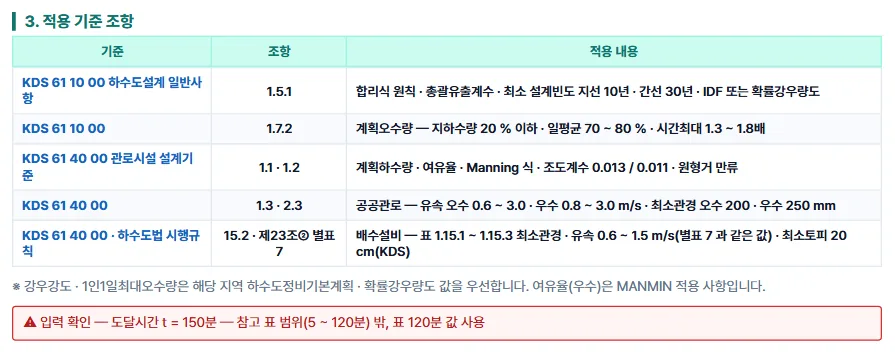 3. 적용 기준 조항
기준 조항 적용 내용
KDS 61 10 00 하수도설계 일반사
항
1.5.1
합리식 원칙 · 총괄유출계수 · 최소 설계빈도 지선 10년 · 간선 30년 · IDF 또는 확률강우량도
KDS 61 10 00
1.7.2
계획오수량 — 지하수량 20 % 이하 · 일평균 70 ~ 80 % · 시간최대 1.3 ~ 1.8배
KDS 61 40 00 관로시설 설계기
준
1.1 · 1.2
계획하수량 · 여유율 · Manning 식 · 조도계수 0.013 / 0.011 · 원형거 만류
KDS 61 40 00
1.3 · 2.3
공공관로 — 유속 오수 0.6 ~ 3.0 · 우수 0.8 ~ 3.0 m/s · 최소관경 오수 200 · 우수 250 mm
KDS 61 40 00 · 하수도법 시행규
칙
15.2 · 제23조② 별표
7
배수설비 — 표 1.15.1 ~ 1.15.3 최소관경 · 유속 0.6 ~ 1.5 m/s(별표 7 과 같은 값) · 최소토피 20
cm(KDS)
※ 강우강도 · 1인1일최대오수량은 해당 지역 하수도정비기본계획 · 확률강우량도 값을 우선합니다. 여유율(우수)은 MANMIN 적용 사항입니다.
⚠ 입력 확인 — 도달시간 t = 150분 — 참고 표 범위(5 ~ 120분) 밖, 표 120분 값 사용